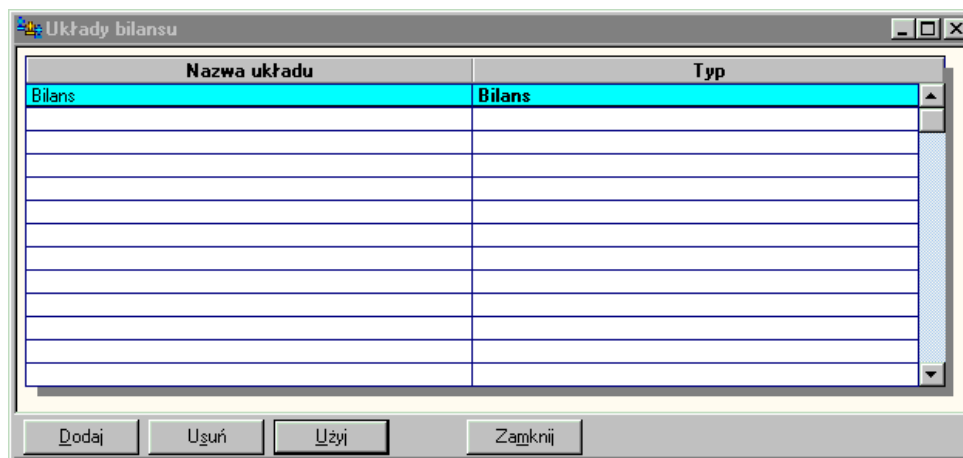 Układy bilansu
Nazwa układu Typ
Bilans Bilans
Dodaj Usuń Użyj Zamknij